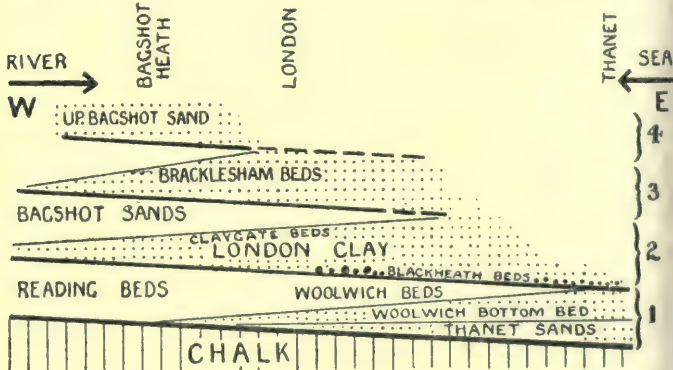 BAGSHOT
HEATH
LONDON
THANET
RIVER
SEA
W
E
UP. BAGSHOT SAND
4
BRACKLESHAM BEDS
3
BAGSHOT SANDS
CLAYGATE BEDS
2
LONDON CLAY
BLACKHEATH BEDS
READING BEDS
WOOLWICH BEDS
1
WOOLWICH BOTTOM BED
THANET SANDS
CHALK